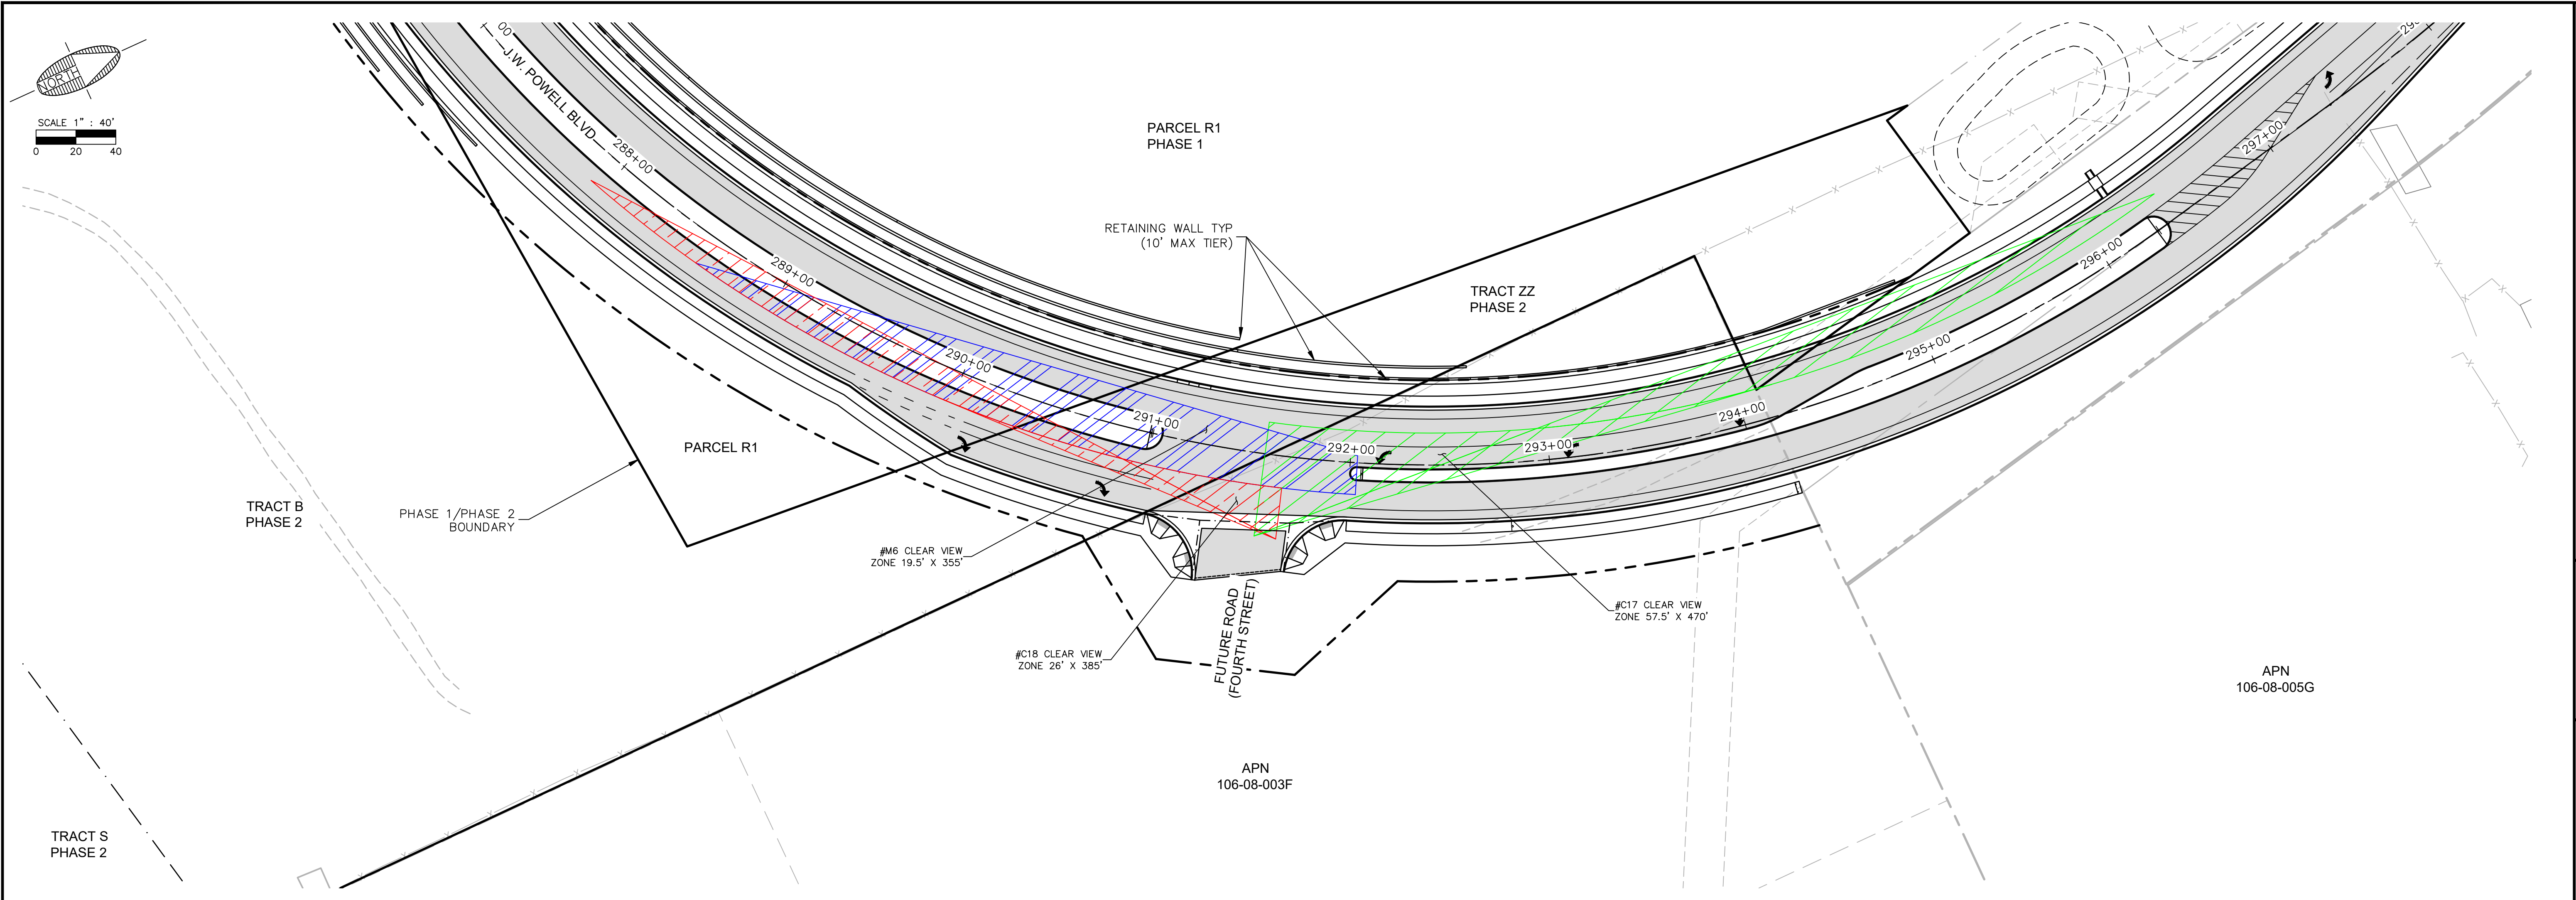 NORTH
SCALE 1" : 40'
0 20 40
00
J.W. POWELL BLVD
288+00
289+00
290+00
291+00
292+00
293+00
294+00
295+00
296+00
297+00
PARCEL R1
PHASE 1
RETAINING WALL TYP
(10' MAX TIER)
TRACT ZZ
PHASE 2
PARCEL R1
TRACT B
PHASE 2
PHASE 1/PHASE 2
BOUNDARY
#M6 CLEAR VIEW
ZONE 19.5' X 355'
#C18 CLEAR VIEW
ZONE 26' X 385'
#C17 CLEAR VIEW
ZONE 57.5' X 470'
FUTURE ROAD
(FOURTH STREET)
APN
106-08-003F
APN
106-08-005G
TRACT S
PHASE 2